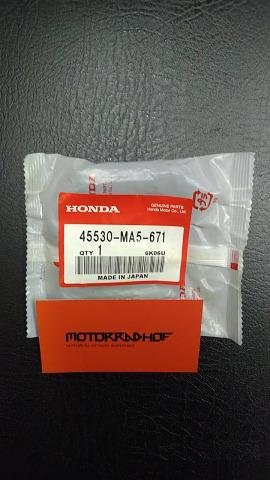 HONDA
GENUINE PARTS
Honda Motor Co., Ltd.
45530-MA5-671
QTY 1 6K06U
MADE IN JAPAN
MOTORRADHOF